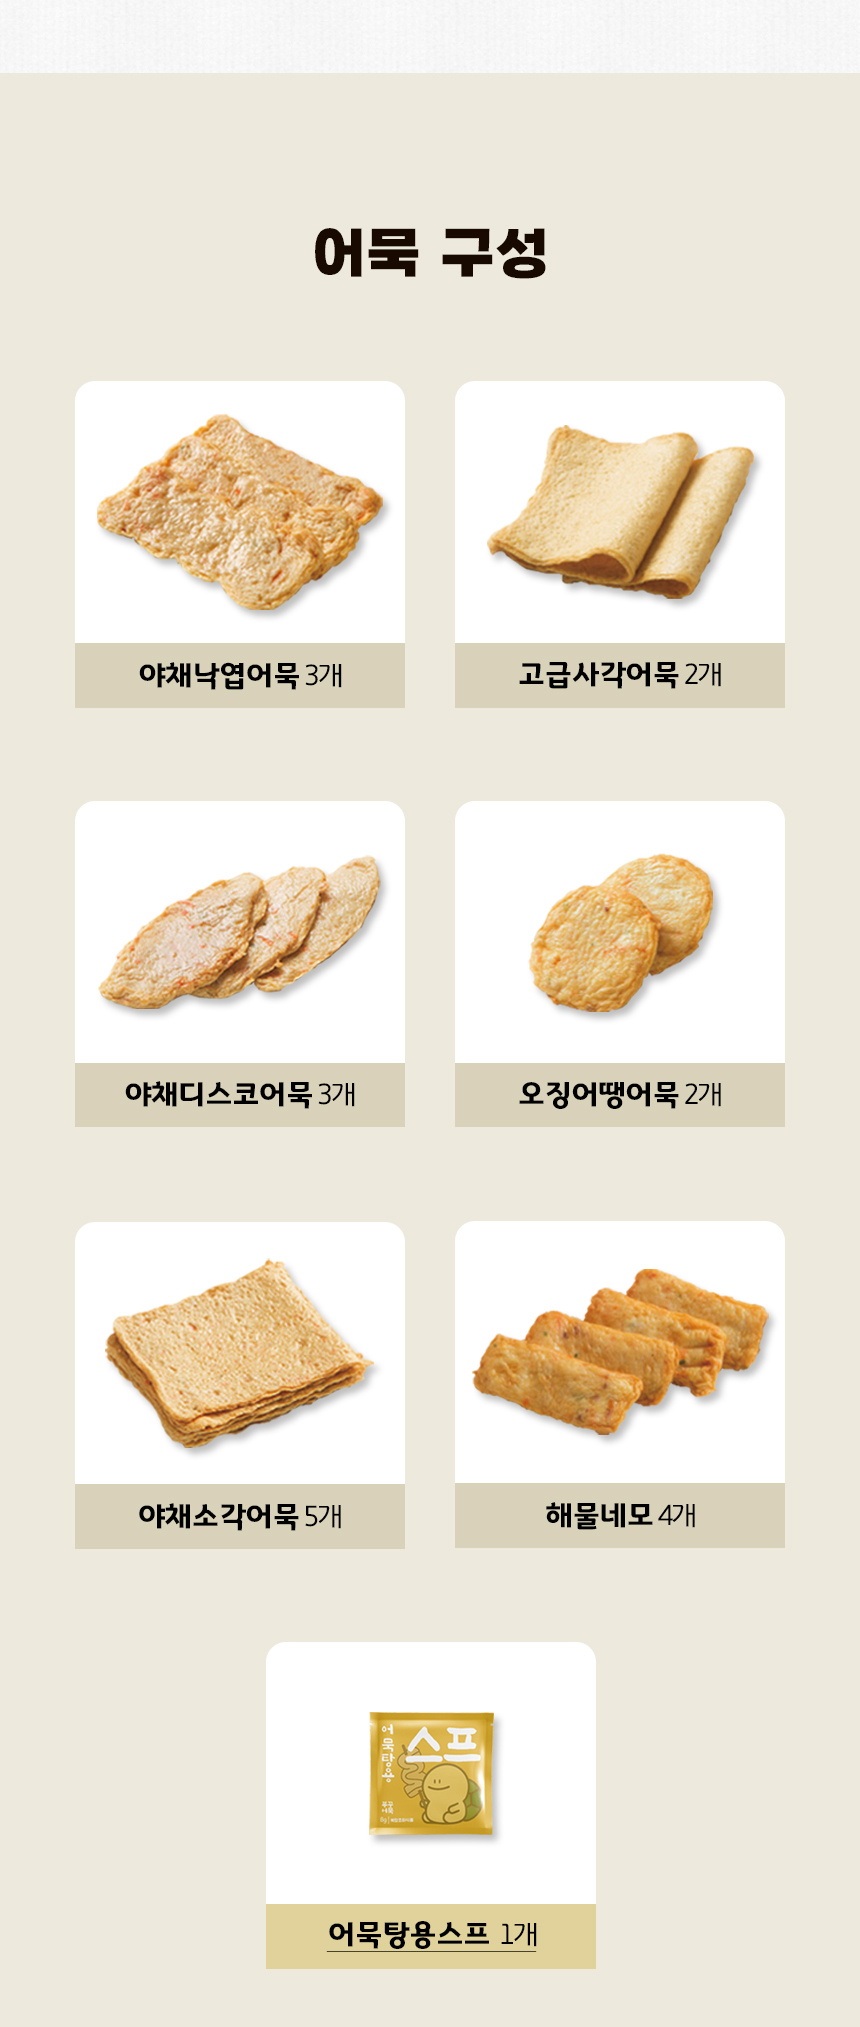 어묵 구성
야채낙엽어묵 3개
고급사각어묵 2개
야채디스코어묵 3개
오징어땡어묵 2개
야채소각어묵 5개
해물네모 4개
어묵탕용
스프
어묵탕용스프 1개